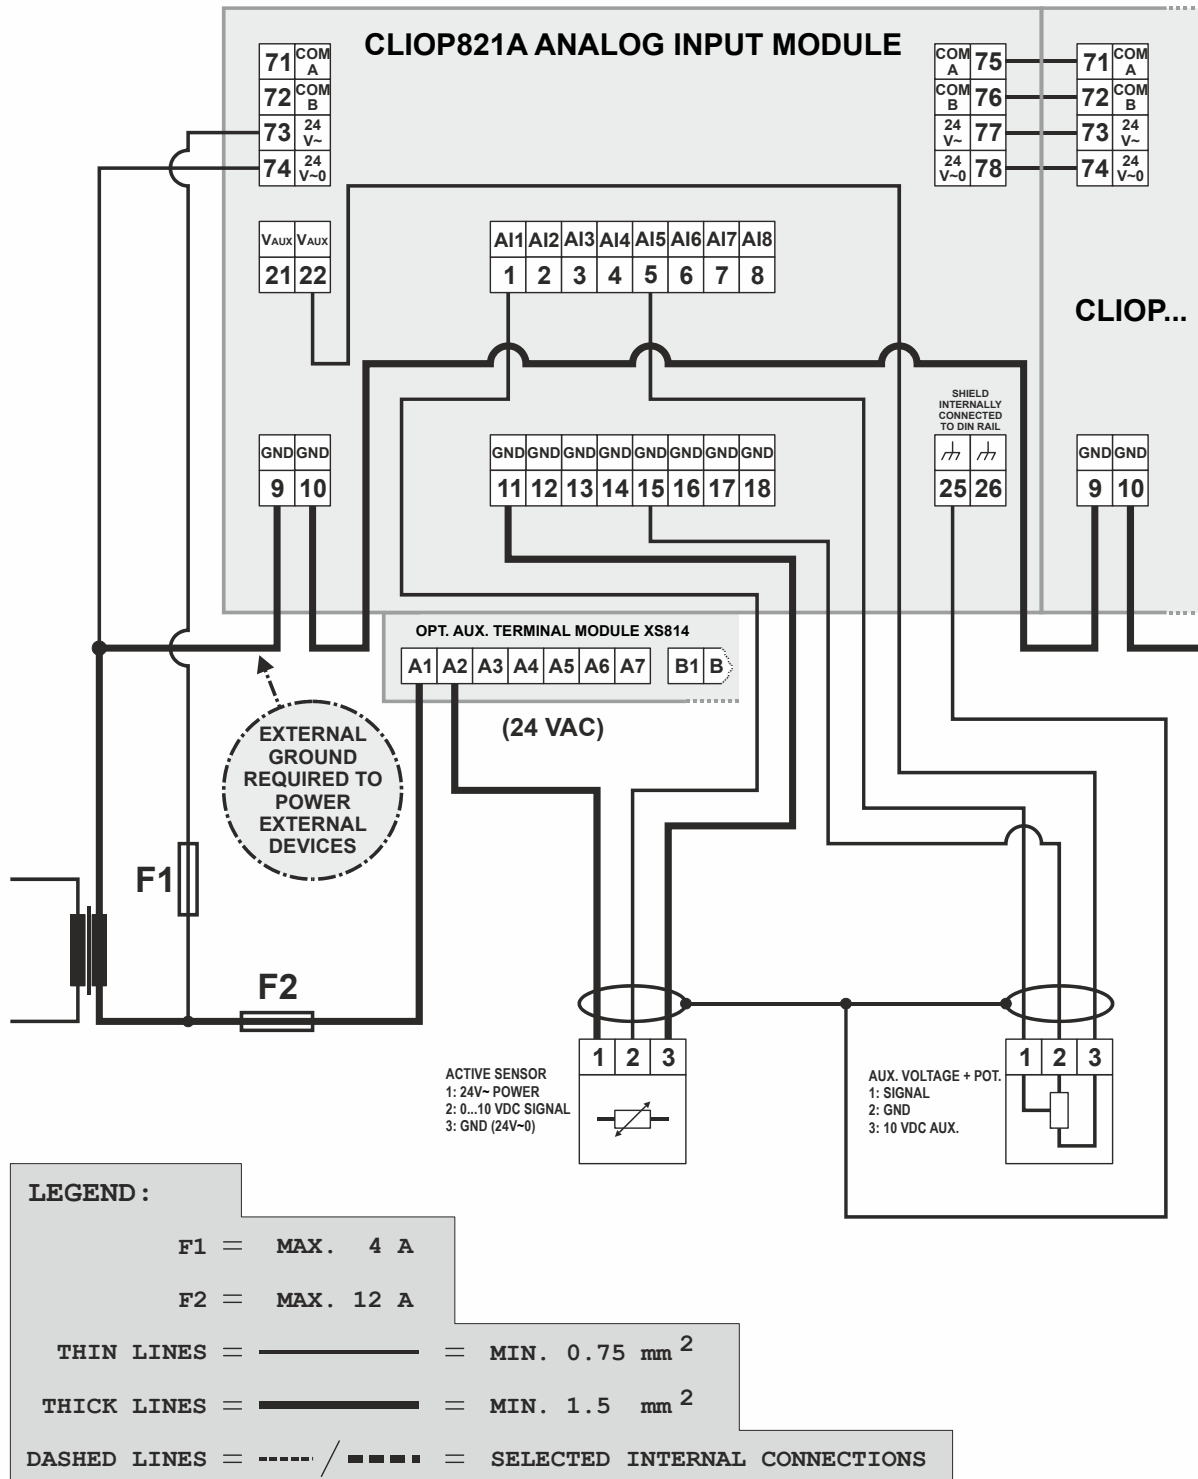 CLIOP821A ANALOG INPUT MODULE
71 COM A
72 COM B
73 24 V~
74 24 V~0
COM A 75
COM B 76
24 V~ 77
24 V~0 78
71 COM A
72 COM B
73 24 V~
74 24 V~0
VAUX VAUX
21 22
AI1 AI2 AI3 AI4 AI5 AI6 AI7 AI8
1 2 3 4 5 6 7 8
CLIOP...
SHIELD
INTERNALLY
CONNECTED
TO DIN RAIL
GND GND
9 10
GND GND GND GND GND GND GND GND
11 12 13 14 15 16 17 18
25 26
GND GND
9 10
OPT. AUX. TERMINAL MODULE XS814
A1 A2 A3 A4 A5 A6 A7 B1 B
(24 VAC)
EXTERNAL
GROUND
REQUIRED TO
POWER
EXTERNAL
DEVICES
F1
F2
1 2 3
ACTIVE SENSOR
1: 24V~ POWER
2: 0...10 VDC SIGNAL
3: GND (24V~0)
1 2 3
AUX. VOLTAGE + POT.
1: SIGNAL
2: GND
3: 10 VDC AUX.
LEGEND:
F1 = MAX. 4 A
F2 = MAX. 12 A
THIN LINES = = MIN. 0.75 mm 2
THICK LINES = = MIN. 1.5 mm 2
DASHED LINES = / = SELECTED INTERNAL CONNECTIONS